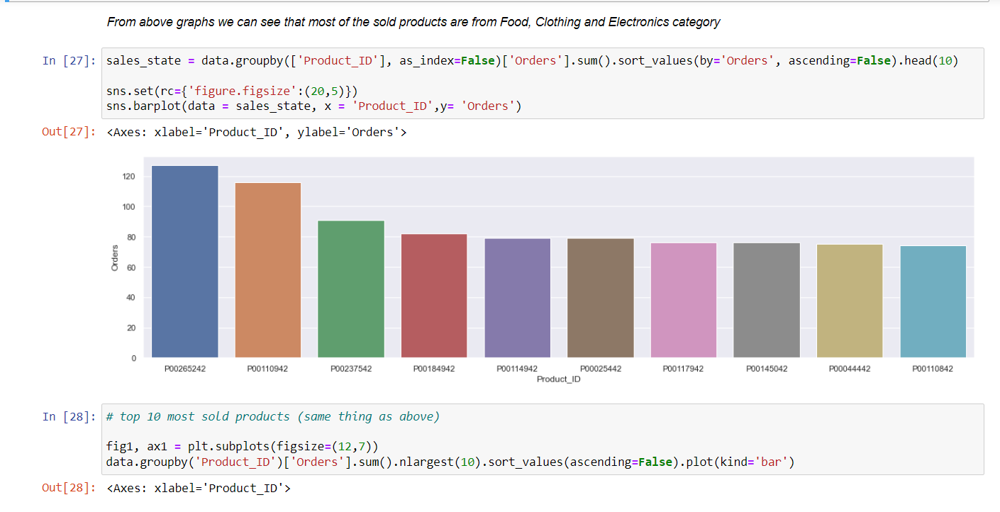 From above graphs we can see that most of the sold products are from Food, Clothing and Electronics category
In [27]: sales_state = data.groupby(['Product_ID'], as_index=False)['Orders'].sum().sort_values(by='Orders', ascending=False).head(10)
sns.set(rc={'figure.figsize':(20,5)})
sns.barplot(data = sales_state, x = 'Product_ID',y= 'Orders')
Out[27]: <Axes: xlabel='Product_ID', ylabel='Orders'>
120
100
80
60
40
20
0
Orders
P00265242 P00110942 P00237542 P00184942 P00114942 P00025442 P00117942 P00145042 P00044442 P00110842
Product_ID
In [28]: # top 10 most sold products (same thing as above)
fig1, ax1 = plt.subplots(figsize=(12,7))
data.groupby('Product_ID')['Orders'].sum().nlargest(10).sort_values(ascending=False).plot(kind='bar')
Out[28]: <Axes: xlabel='Product_ID'>